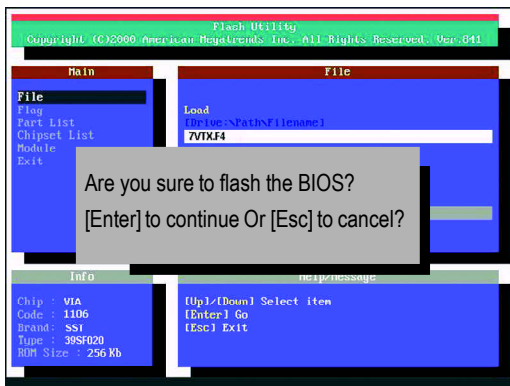 Flash Utility
Copyright (C)2000 American Megatrends Inc. All Rights Reserved. Ver.841
Main
File
Flag
Part List
Chipset List
Module
Exit
File
Load
[Drive:\Path\Filename]
7VTX.F4
Are you sure to flash the BIOS?
[Enter] to continue Or [Esc] to cancel?
Info
Chip : VIA
Code : 1106
Brand: SST
Type : 39SF020
ROM Size : 256 Kb
Help/Message
[Up]/[Down] Select item
[Enter] Go
[Esc] Exit